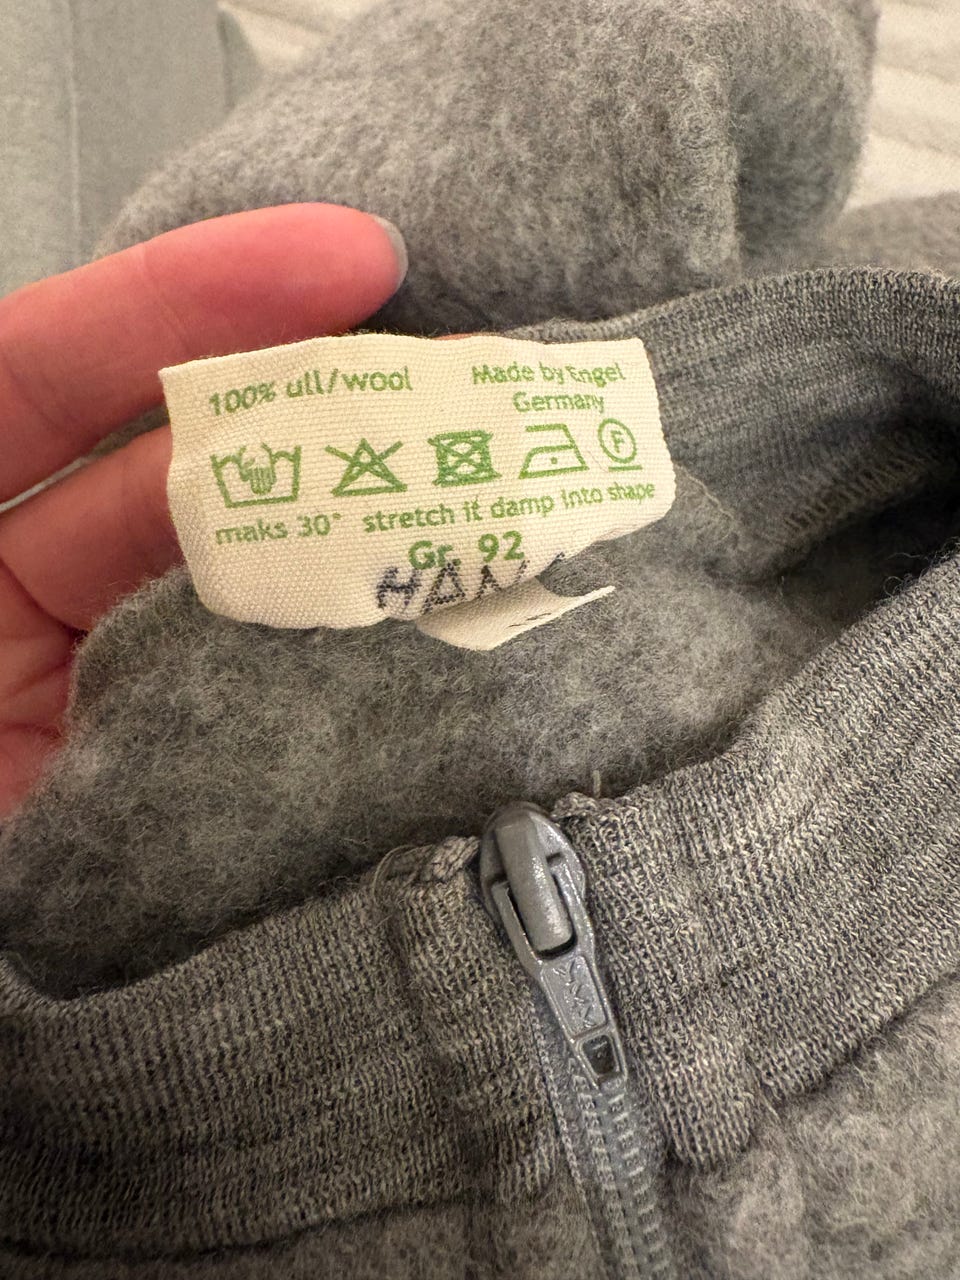 100% ull/wool
Made by Engel
Germany
F
maks 30° stretch it damp into shape
Gr. 92